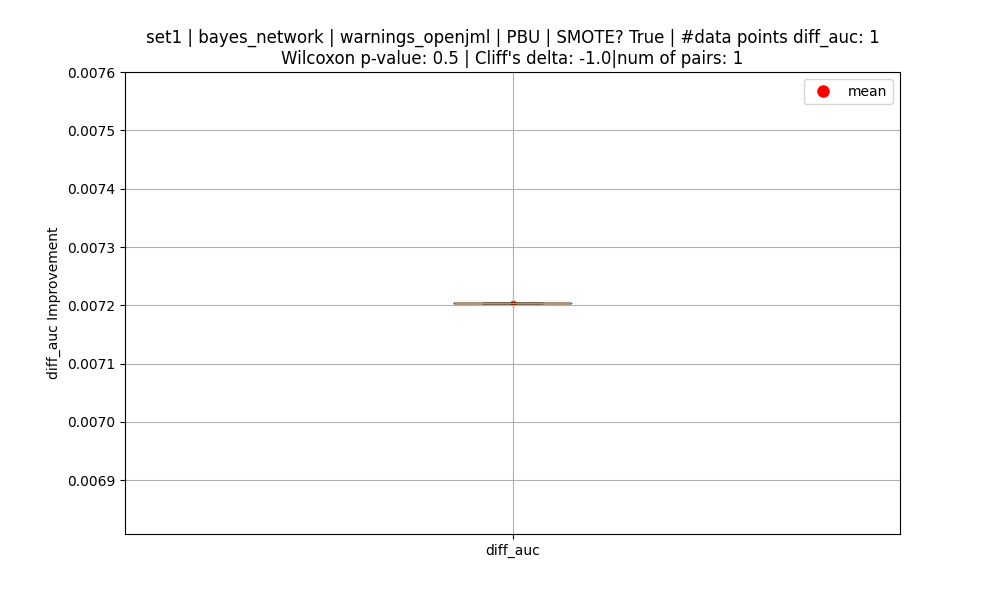 set1 | bayes_network | warnings_openjml | PBU | SMOTE? True | #data points diff_auc: 1
Wilcoxon p-value: 0.5 | Cliff's delta: -1.0|num of pairs: 1
mean
0.0076
0.0075
0.0074
0.0073
0.0072
0.0071
0.0070
0.0069
diff_auc Improvement
diff_auc